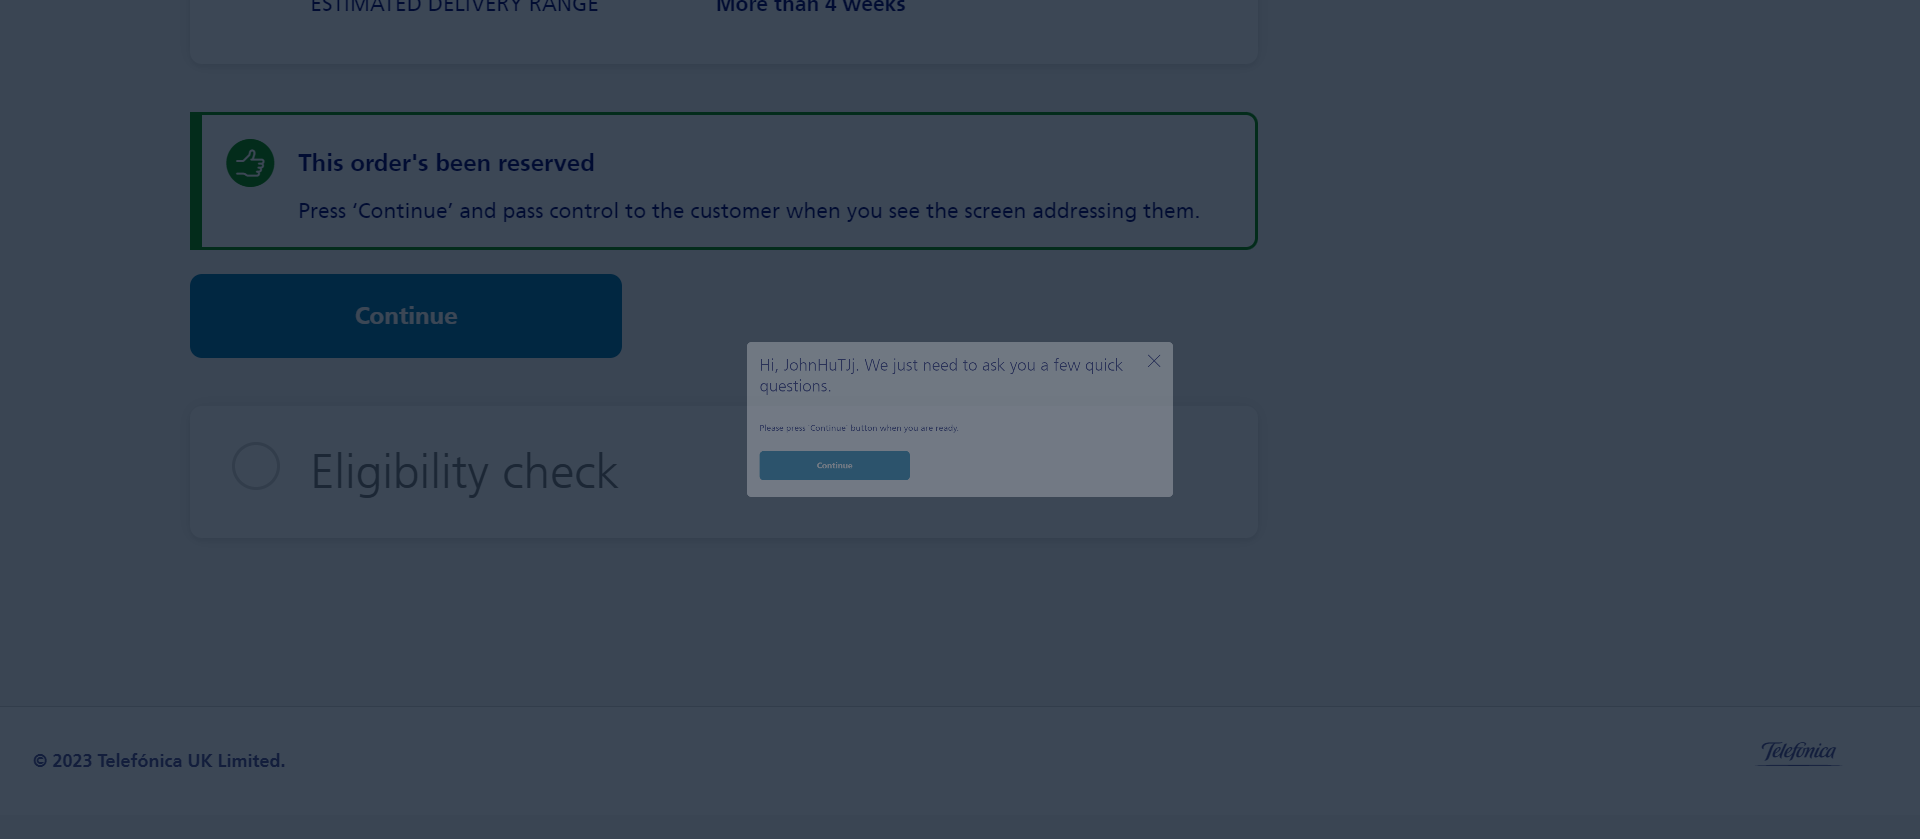 ESTIMATED DELIVERY RANGE More than 4 weeks
This order's been reserved
Press ‘Continue’ and pass control to the customer when you see the screen addressing them.
Continue
Hi, JohnHuTJj. We just need to ask you a few quick
questions.
Please press 'Continue' button when you are ready.
Continue
Eligibility check
© 2023 Telefónica UK Limited.
Telefónica